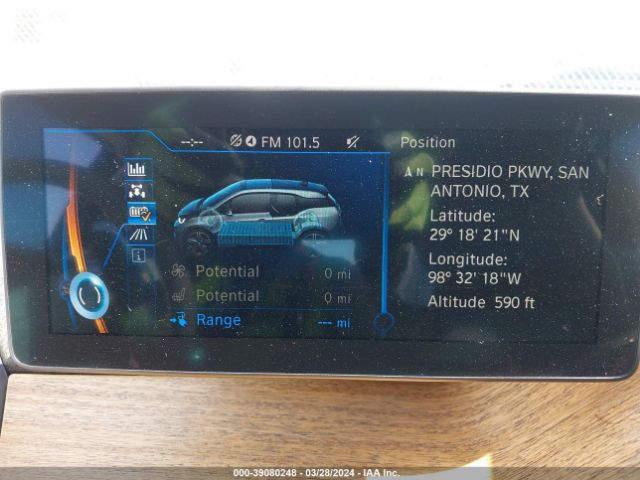 --:-- FM 101.5
Position
N PRESIDIO PKWY, SAN
ANTONIO, TX
Latitude:
29° 18' 21"N
Longitude:
98° 32' 18"W
Altitude 590 ft
Potential 0 mi
Potential 0 mi
Range --- mi
000-39080248 - 03/28/2024 - IAA Inc.